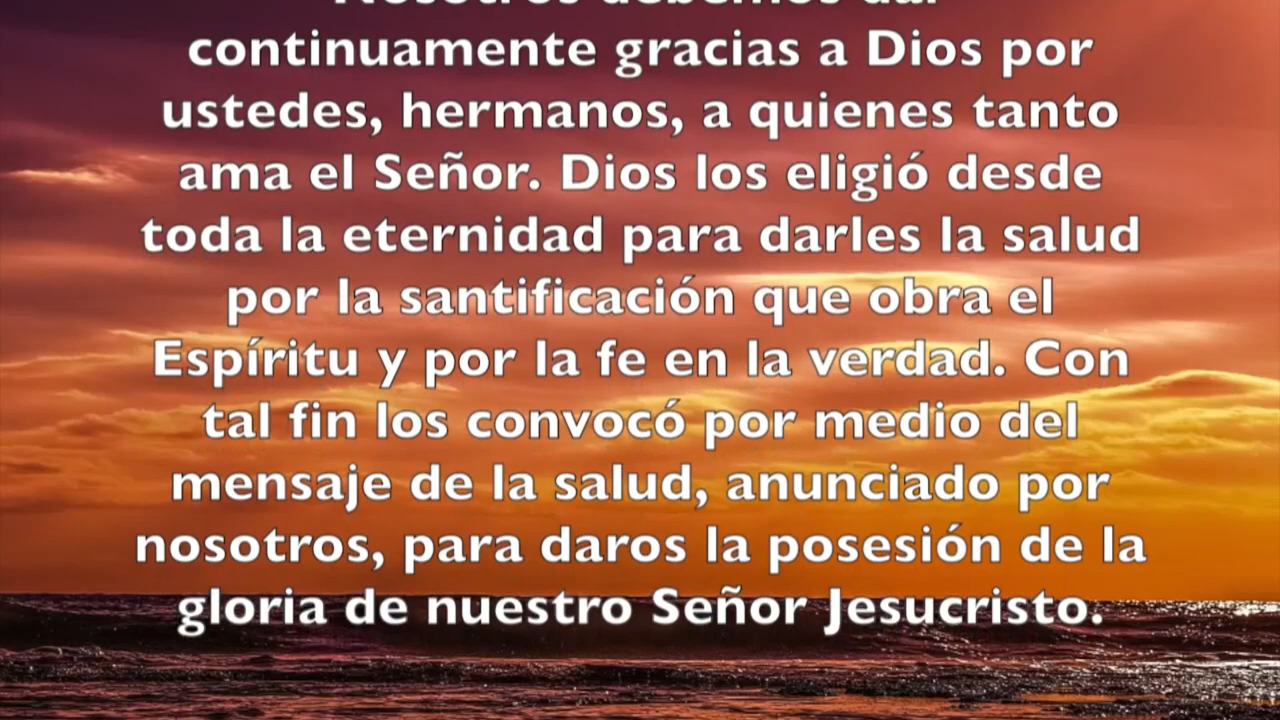 Nosotros debemos dar
continuamente gracias a Dios por
ustedes, hermanos, a quienes tanto
ama el Señor. Dios los eligió desde
toda la eternidad para darles la salud
por la santificación que obra el
Espíritu y por la fe en la verdad. Con
tal fin los convocó por medio del
mensaje de la salud, anunciado por
nosotros, para daros la posesión de la
gloria de nuestro Señor Jesucristo.